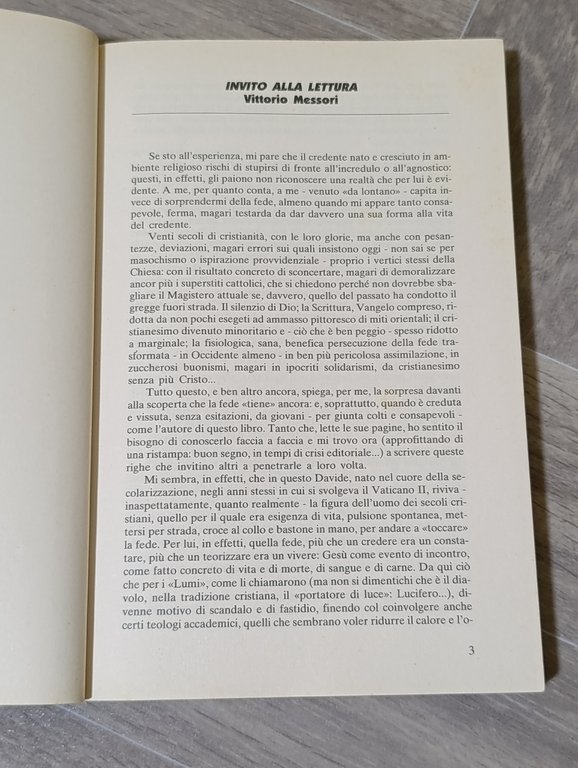 INVITO ALLA LETTURA
Vittorio Messori
Se sto all'esperienza, mi pare che il credente nato e cresciuto in am-
biente religioso rischi di stupirsi di fronte all'incredulo o all'agnostico:
questi, in effetti, gli paiono non riconoscere una realtà che per lui è evi-
dente. A me, per quanto conta, a me - venuto «da lontano» - capita in-
vece di sorprendermi della fede, almeno quando mi appare tanto consa-
pevole, ferma, magari testarda da dar davvero una sua forma alla vita
del credente.
Venti secoli di cristianità, con le loro glorie, ma anche con pesan-
tezze, deviazioni, magari errori sui quali insistono oggi - non sai se per
masochismo o ispirazione provvidenziale - proprio i vertici stessi della
Chiesa: con il risultato concreto di sconcertare, magari di demoralizzare
ancor più i superstiti cattolici, che si chiedono perché non dovrebbe sba-
gliare il Magistero attuale se, davvero, quello del passato ha condotto il
gregge fuori strada. Il silenzio di Dio; la Scrittura, Vangelo compreso, ri-
dotta da non pochi esegeti ad ammasso pittoresco di miti orientali; il cri-
stianesimo divenuto minoritario e - ciò che è ben peggio - spesso ridotto
a marginale; la fisiologica, sana, benefica persecuzione della fede tra-
sformata - in Occidente almeno - in ben più pericolosa assimilazione, in
zuccherosi buonismi, magari in ipocriti solidarismi, da cristianesimo
senza più Cristo...
Tutto questo, e ben altro ancora, spiega, per me, la sorpresa davanti
alla scoperta che la fede «tiene» ancora: e, soprattutto, quando è creduta
e vissuta, senza esitazioni, da giovani - per giunta colti e consapevoli -
come l'autore di questo libro. Tanto che, lette le sue pagine, ho sentito il
bisogno di conoscerlo faccia a faccia e mi trovo ora (approfittando di
una ristampa: buon segno, in tempi di crisi editoriale...) a scrivere queste
righe che invitino altri a penetrarle a loro volta.
Mi sembra, in effetti, che in questo Davide, nato nel cuore della se-
colarizzazione, negli anni stessi in cui si svolgeva il Vaticano II, riviva -
inaspettatamente, quanto realmente - la figura dell'uomo dei secoli cri-
stiani, quello per il quale era esigenza di vita, pulsione spontanea, met-
tersi per strada, croce al collo e bastone in mano, per andare a «toccare»
la fede. Per lui, in effetti, quella fede, più che un credere era un consta-
tare, più che un teorizzare era un vivere: Gesù come evento di incontro,
come fatto concreto di vita e di morte, di sangue e di carne. Da qui ciò
che per i «Lumi», come li chiamarono (ma non si dimentichi che è il dia-
volo, nella tradizione cristiana, il «portatore di luce»: Lucifero...), di-
venne motivo di scandalo e di fastidio, finendo col coinvolgere anche
certi teologi accademici, quelli che sembrano voler ridurre il calore e l'o-
3